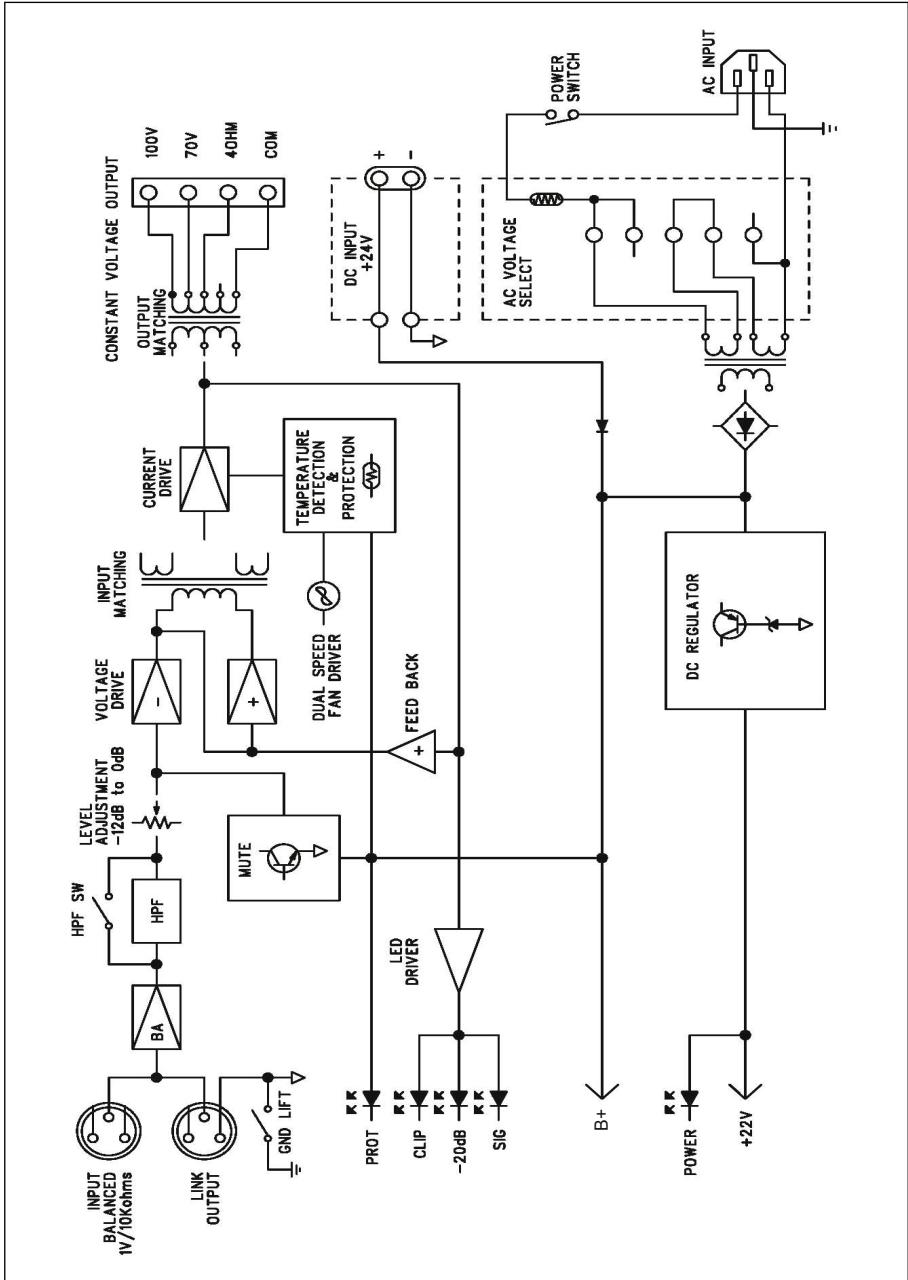 INPUT
BALANCED
1V/10Kohms
LINK
OUTPUT
GND LIFT
BA
HPF SW
HPF
LEVEL
ADJUSTMENT
-12dB to 0dB
MUTE
VOLTAGE
DRIVE
-
+
INPUT
MATCHING
CURRENT
DRIVE
DUAL SPEED
FAN DRIVER
TEMPERATURE
DETECTION
&
PROTECTION
FEED BACK
+
CONSTANT VOLTAGE OUTPUT
OUTPUT
MATCHING
100V
70V
4OHM
COM
PROT
CLIP
-20dB
SIG
LED
DRIVER
DC INPUT
+24V
+
-
B+
AC VOLTAGE
SELECT
POWER
SWITCH
AC INPUT
DC REGULATOR
POWER
+22V